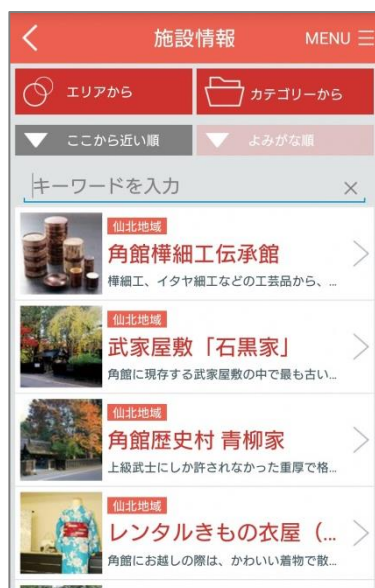 施設情報
MENU
エリアから
カテゴリーから
ここから近い順
よみがな順
キーワードを入力
仙北地域
角館樺細工伝承館
樺細工、イタヤ細工などの工芸品から、...
仙北地域
武家屋敷「石黒家」
角館に現存する武家屋敷の中で最も古い...
仙北地域
角館歴史村 青柳家
上級武士にしか許されなかった重厚で格...
仙北地域
レンタルきもの衣屋（...
角館にお越しの際は、かわいい着物で散...